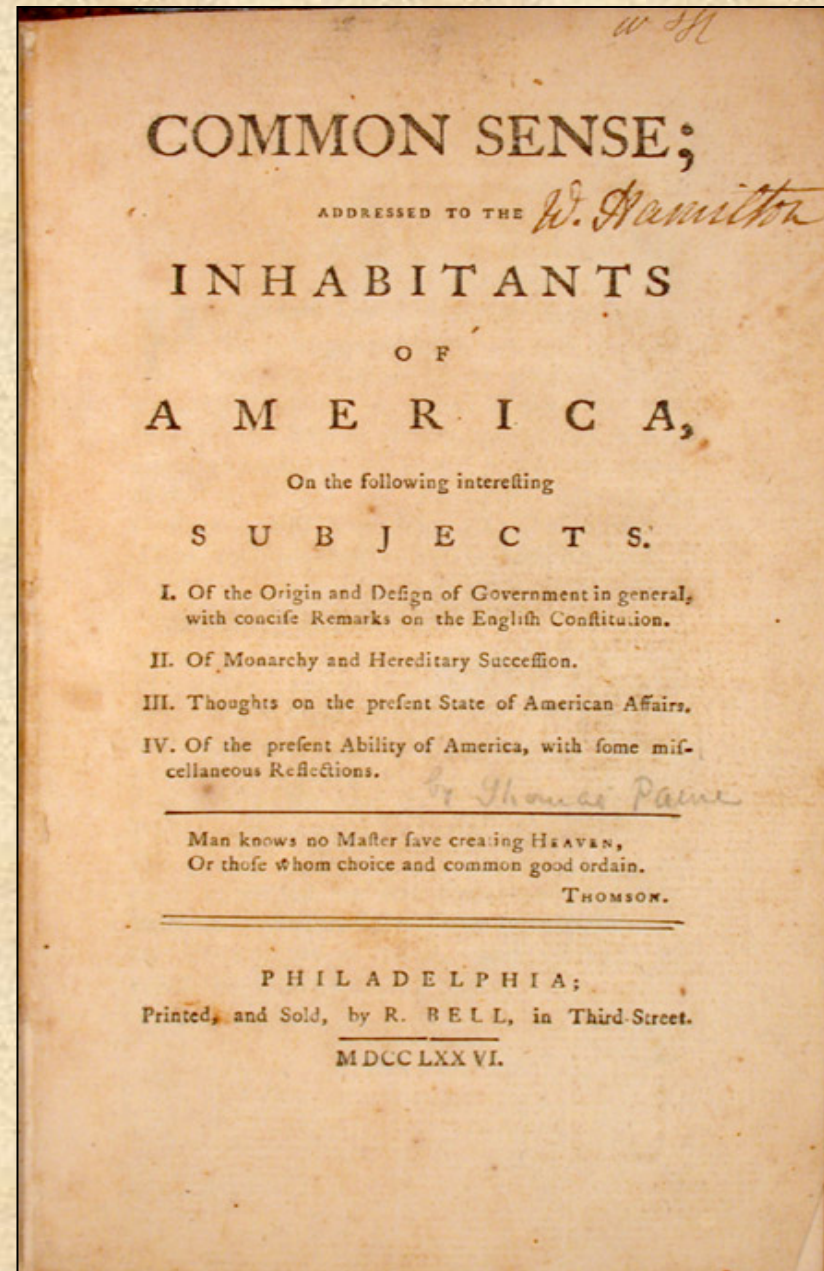 COMMON SENSE;
ADDRESSED TO THE W. Hamilton
INHABITANTS
OF
AMERICA,
On the following intereſting
SUBJECTS.
I. Of the Origin and Deſign of Government in general,
with conciſe Remarks on the Engliſh Conſtitution.
II. Of Monarchy and Hereditary Succeſſion.
III. Thoughts on the preſent State of American Affairs.
IV. Of the preſent Ability of America, with ſome miſ-
cellaneous Reflections.
by Thomas Paine
Man knows no Maſter ſave creating HEAVEN,
Or thoſe whom choice and common good ordain.
THOMSON.
PHILADELPHIA;
Printed, and Sold, by R. BELL, in Third-Street.
MDCCLXXVI.